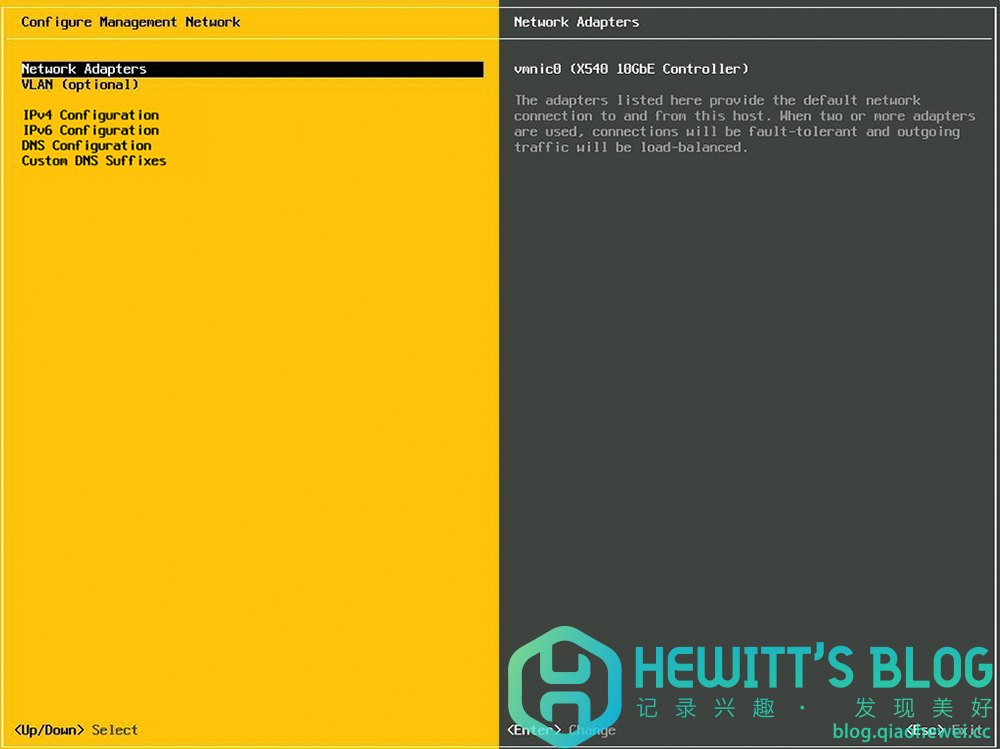 Configure Management Network
Network Adapters
VLAN (optional)
IPv4 Configuration
IPv6 Configuration
DNS Configuration
Custom DNS Suffixes
<Up/Down> Select
Network Adapters
vmnic0 (X540 10GbE Controller)
The adapters listed here provide the default network
connection to and from this host. When two or more adapters
are used, connections will be fault-tolerant and outgoing
traffic will be load-balanced.
HEWITT'S BLOG
记录兴趣 · 发现美好
<Enter> Change
<Esc> Exit
blog.qiaohewei.cc